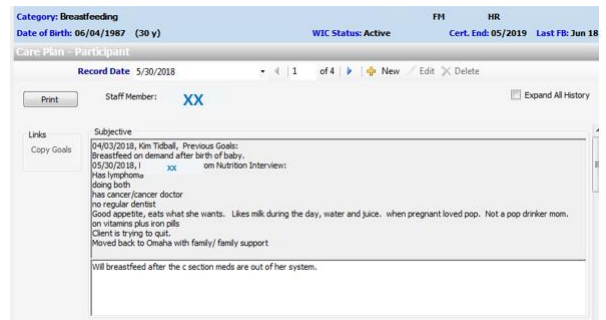 Category: Breastfeeding FM HR
Date of Birth: 06/04/1987 (30 y) WIC Status: Active Cert. End: 05/2019 Last FB: Jun 18
Care Plan - Participant
Record Date 5/30/2018 1 of 4 New Edit Delete
Print Staff Member: XX Expand All History
Links
Copy Goals
Subjective
04/03/2018, Kim Tidball, Previous Goals:
Breastfeed on demand after birth of baby.
05/30/2018, XX om Nutrition Interview:
Has lymphoma
doing both
has cancer/cancer doctor
no regular dentist
Good appetite, eats what she wants. Likes milk during the day, water and juice. when pregnant loved pop. Not a pop drinker mom.
on vitamins plus iron pills
Client is trying to quit.
Moved back to Omaha with family/ family support
Will breastfeed after the c section meds are out of her system.